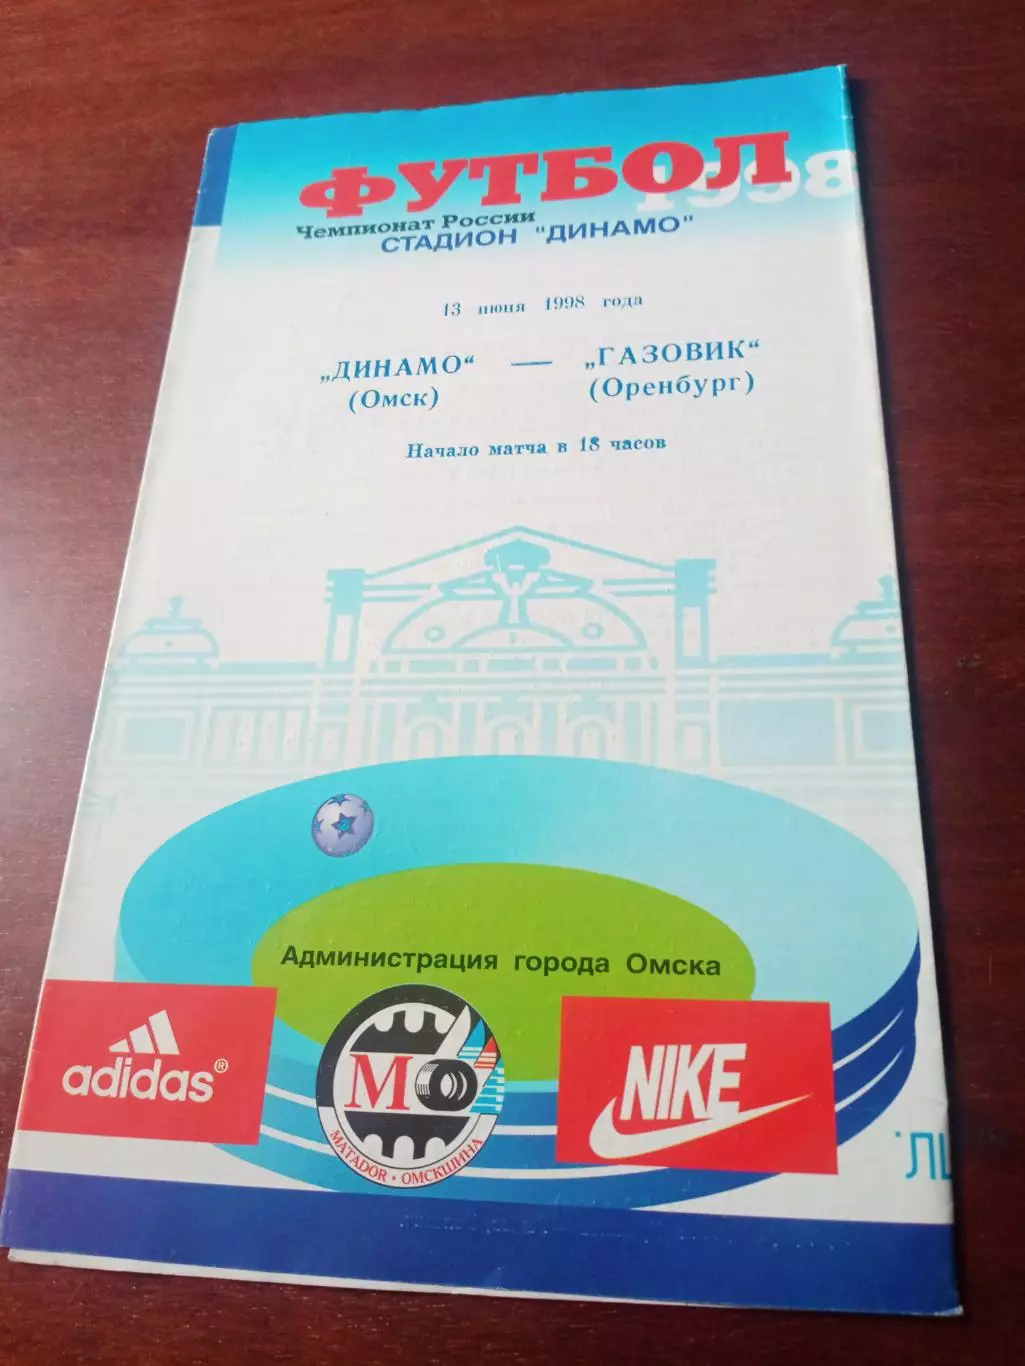 ФУТБОЛ
1998
Чемпионат России
СТАДИОН "ДИНАМО"
13 июня 1998 года
„ДИНАМО“ — „ГАЗОВИК“
(Омск) (Оренбург)
Начало матча в 18 часов
Администрация города Омска
adidas®
М
MATADOR · ОМСКШИНА
NIKE